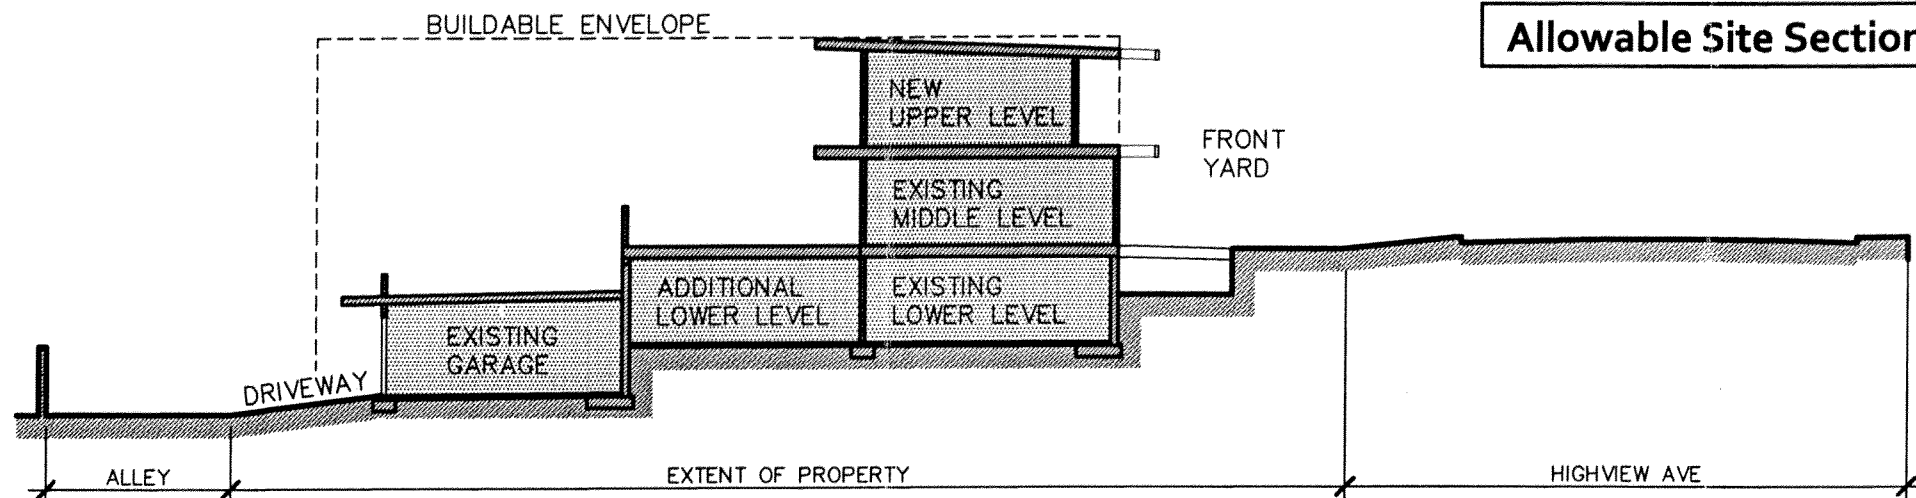 BUILDABLE ENVELOPE
Allowable Site Section
NEW
UPPER LEVEL
FRONT
YARD
EXISTING
MIDDLE LEVEL
ADDITIONAL
LOWER LEVEL
EXISTING
LOWER LEVEL
EXISTING
GARAGE
DRIVEWAY
ALLEY
EXTENT OF PROPERTY
HIGHVIEW AVE